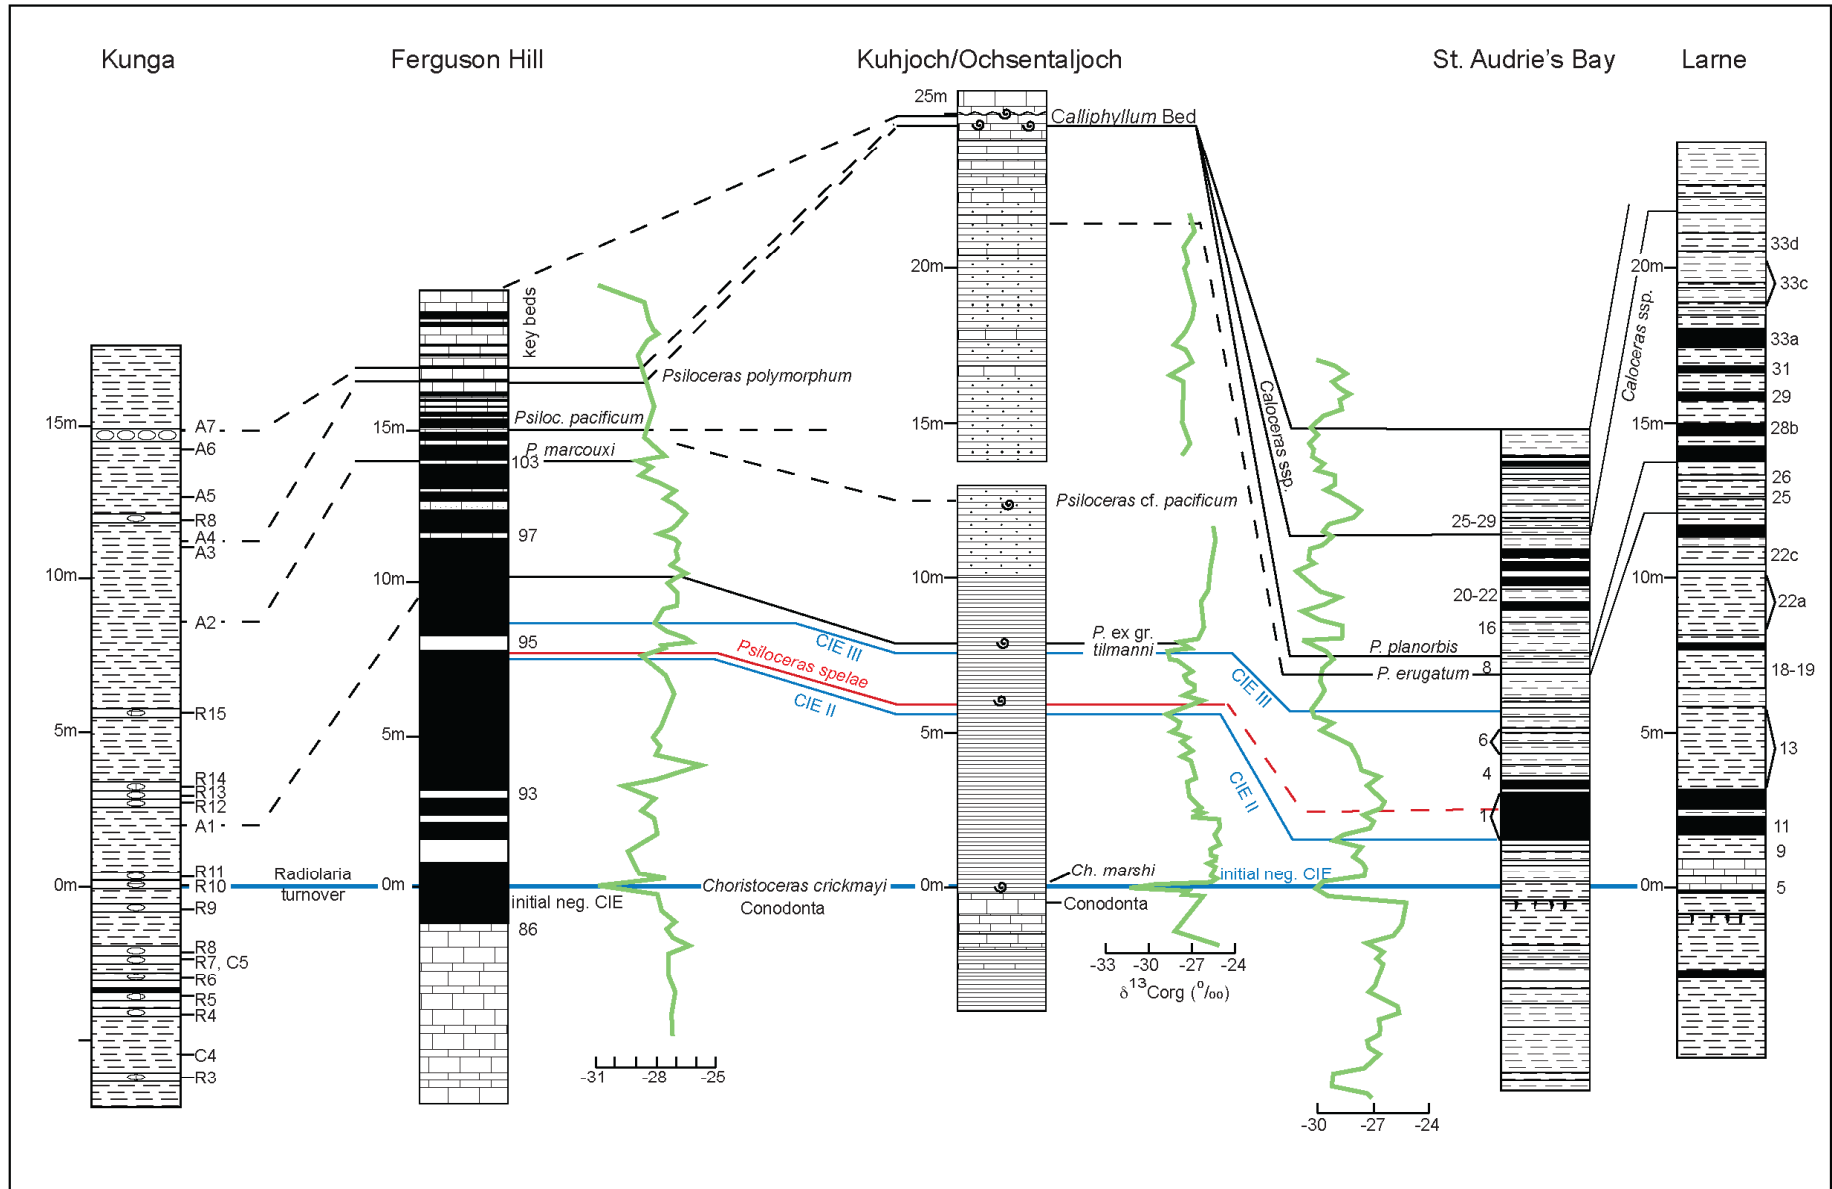 Kunga
Ferguson Hill
Kuhjoch/Ochsentaljoch
St. Audrie's Bay
Larne
15m
10m
5m
0m
A7
A6
A5
R8
A4
A3
A2
R15
R14
R13
R12
A1
R11
R10
R9
R8
R7, C5
R6
R5
R4
C4
R3
Radiolaria
turnover
key beds
15m
10m
5m
0m
103
97
95
93
86
initial neg. CIE
Psiloceras polymorphum
Psiloc. pacificum
P. marcouxi
CIE III
Psiloceras spelae
CIE II
Choristoceras crickmayi
Conodonta
-31
-28
-25
25m
20m
15m
10m
5m
0m
Calliphyllum Bed
Psiloceras cf. pacificum
P. ex gr.
tilmanni
Ch. marshi
Conodonta
initial neg. CIE
-33
-30
-27
-24
δ13Corg (o/oo)
Caloceras ssp.
CIE III
CIE II
P. planorbis
P. erugatum
-30
-27
-24
25-29
20-22
16
8
6
4
1
Caloceras ssp.
20m
15m
10m
5m
0m
33d
33c
33a
31
29
28b
26
25
22c
22a
18-19
13
11
9
5